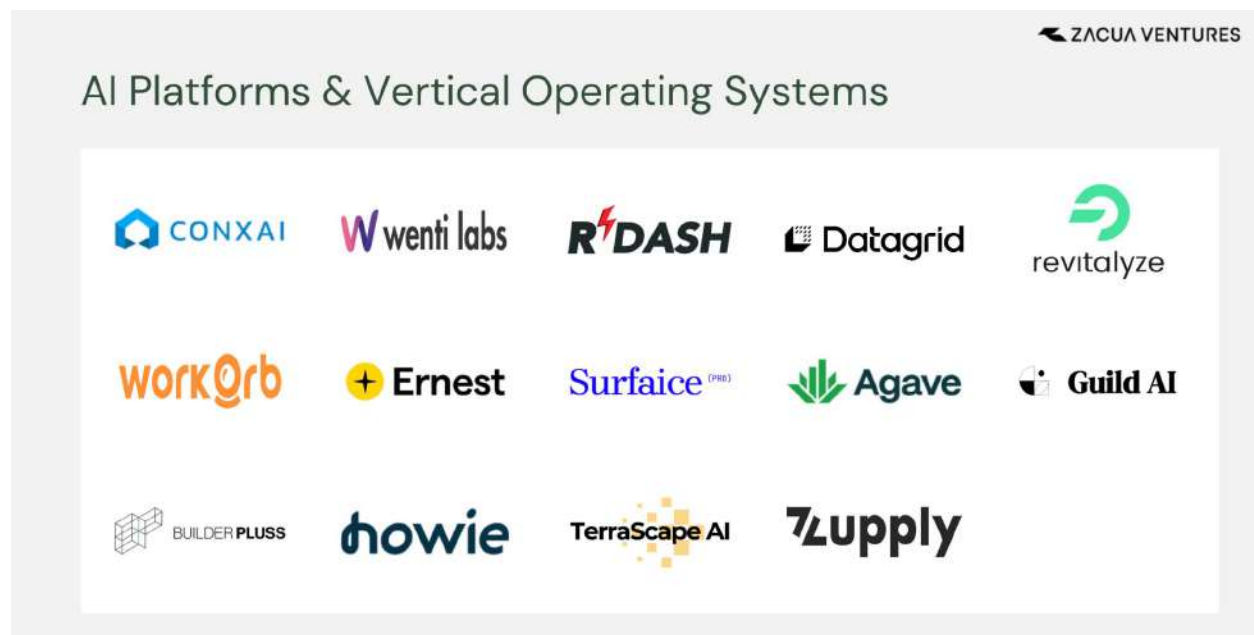 ZACUA VENTURES
AI Platforms & Vertical Operating Systems
CONXAI
wenti labs
R DASH
Datagrid
revitalyze
workorb
Ernest
Surfaice (PRO)
Agave
Guild AI
BUILDER PLUSS
howie
TerraScape AI
Zupply